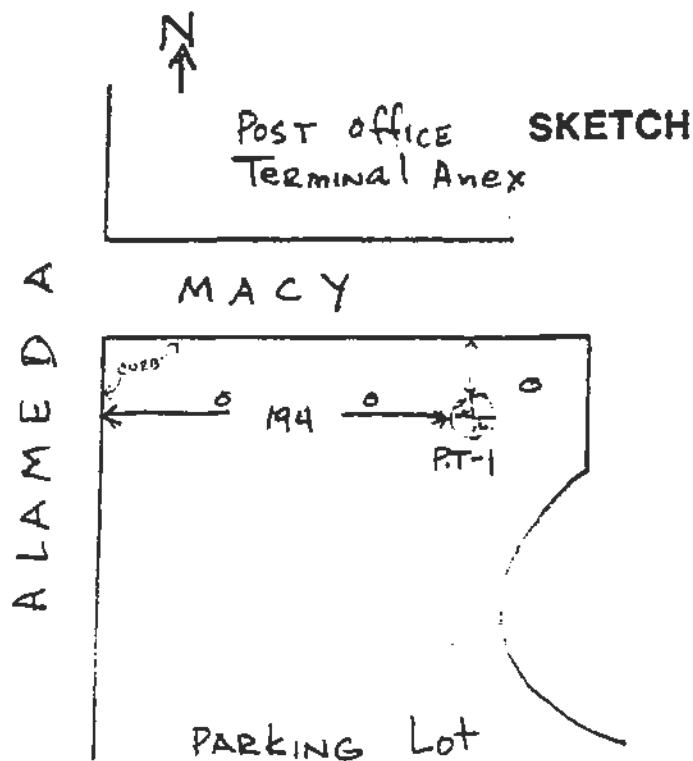 N
Post office
Terminal Anex
SKETCH
MACY
ALAMEDA
CURB
194
P.T-1
PARKING Lot